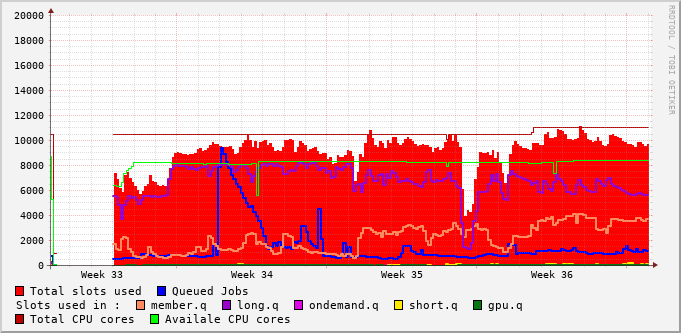 20000
18000
16000
14000
12000
10000
8000
6000
4000
2000
0
RRDTOOL / TOBI OETIKER
Week 33 Week 34 Week 35 Week 36
Total slots used Queued Jobs
Slots used in : member.q long.q ondemand.q short.q gpu.q
Total CPU cores Availale CPU cores